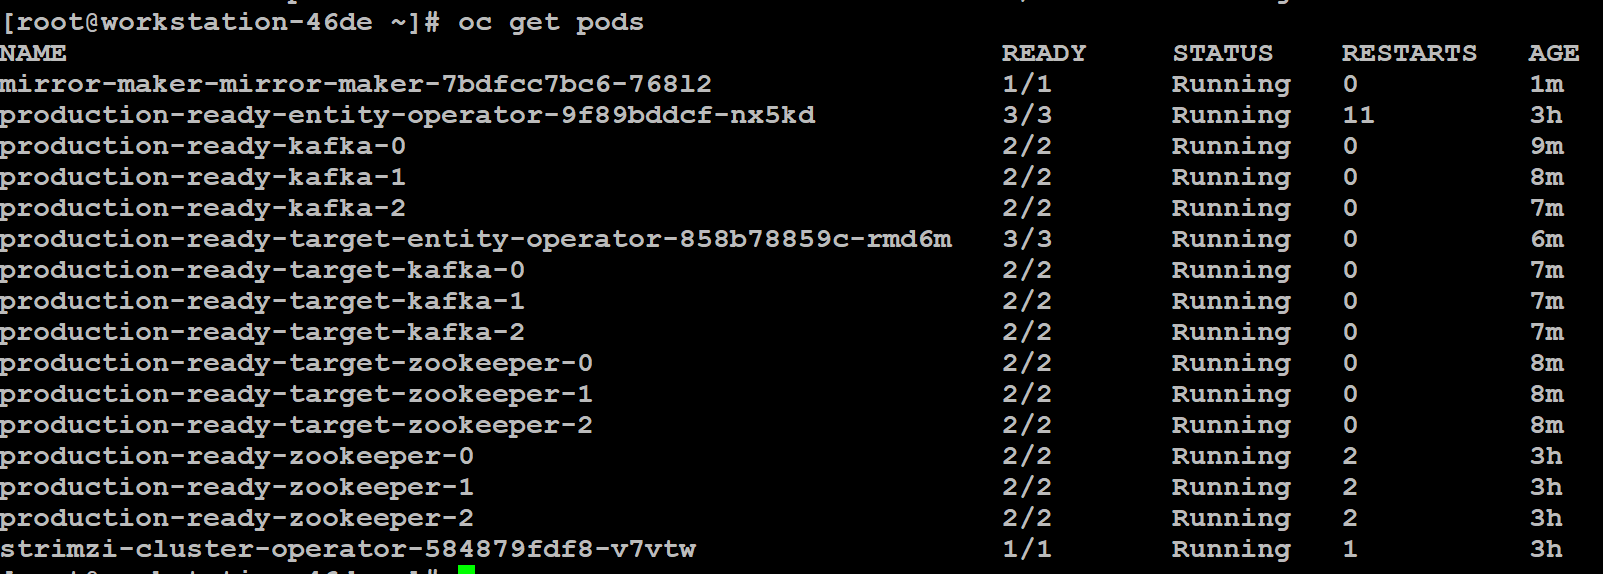 [root@workstation-46de ~]# oc get pods
NAME READY STATUS RESTARTS AGE
mirror-maker-mirror-maker-7bdfcc7bc6-768l2 1/1 Running 0 1m
production-ready-entity-operator-9f89bddcf-nx5kd 3/3 Running 11 3h
production-ready-kafka-0 2/2 Running 0 9m
production-ready-kafka-1 2/2 Running 0 8m
production-ready-kafka-2 2/2 Running 0 7m
production-ready-target-entity-operator-858b78859c-rmd6m 3/3 Running 0 6m
production-ready-target-kafka-0 2/2 Running 0 7m
production-ready-target-kafka-1 2/2 Running 0 7m
production-ready-target-kafka-2 2/2 Running 0 7m
production-ready-target-zookeeper-0 2/2 Running 0 8m
production-ready-target-zookeeper-1 2/2 Running 0 8m
production-ready-target-zookeeper-2 2/2 Running 0 8m
production-ready-zookeeper-0 2/2 Running 2 3h
production-ready-zookeeper-1 2/2 Running 2 3h
production-ready-zookeeper-2 2/2 Running 2 3h
strimzi-cluster-operator-584879fdf8-v7vtw 1/1 Running 1 3h